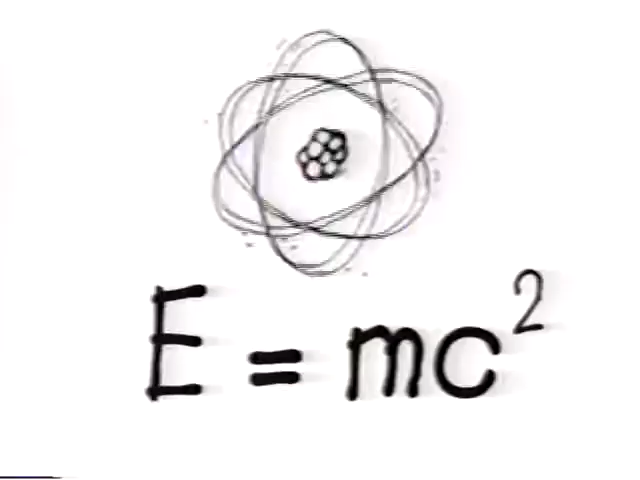 E = mc²